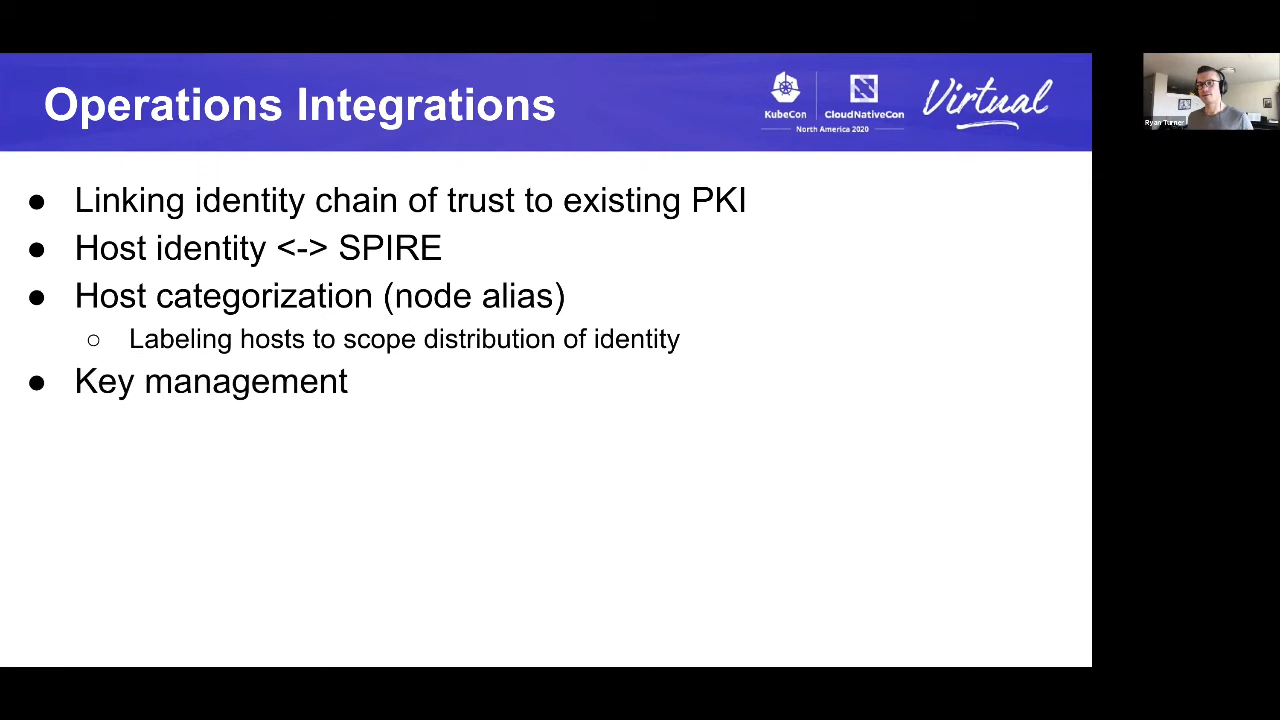 Operations Integrations
KubeCon
CloudNativeCon
North America 2020
Virtual
Ryan Turner
● Linking identity chain of trust to existing PKI
● Host identity <-> SPIRE
● Host categorization (node alias)
○ Labeling hosts to scope distribution of identity
● Key management